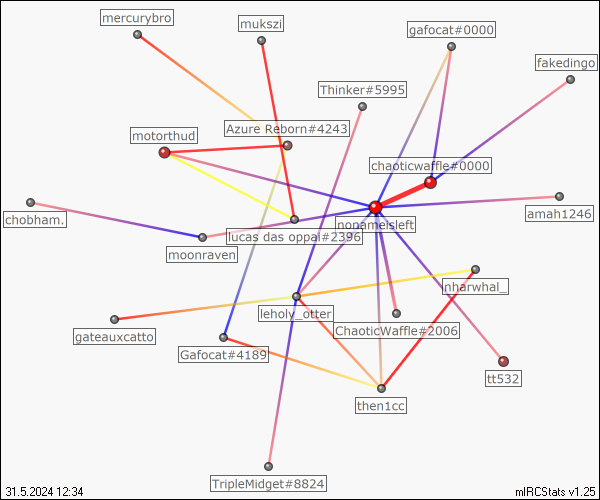 mercurybro
mukszi
gafocat#0000
fakedingo
Thinker#5995
Azure Reborn#4243
motorthud
chaoticwaffle#0000
chobham.
amah1246
nonameisleft
lucas das oppai#2396
moonraven
nharwhal_
leholy_otter
ChaoticWaffle#2006
gateauxcatto
Gafocat#4189
tt532
then1cc
TripleMidget#8824
31.5.2024 12:34
mIRCStats v1.25